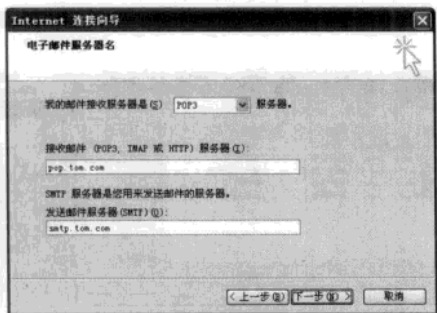 Internet 连接向导
电子邮件服务器名
我的邮件接收服务器是(S) POP3 服务器。
接收邮件 (POP3, IMAP 或 HTTP) 服务器(I):
pop.tom.com
SMTP 服务器是您用来发送邮件的服务器。
发送邮件服务器(SMTP)(O):
smtp.tom.com
< 上一步(B) 下一步(N) > 取消